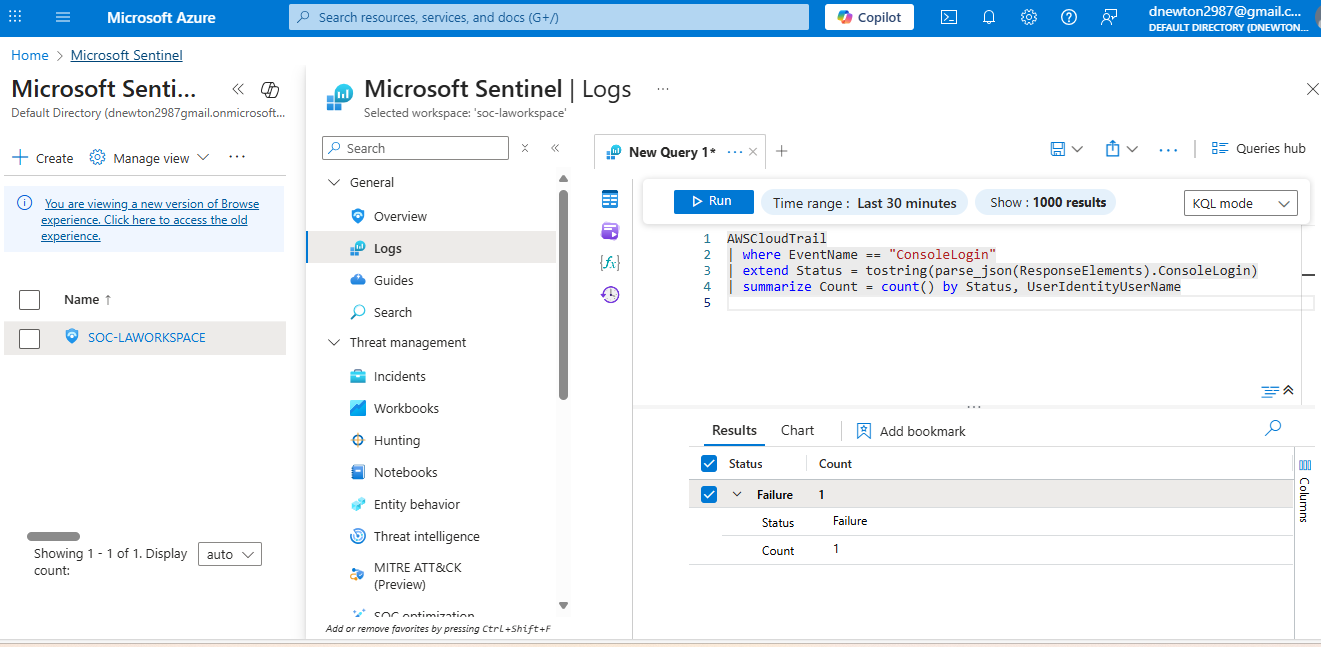 Microsoft Azure
Search resources, services, and docs (G+/)
Copilot
dnewton2987@gmail.c...
DEFAULT DIRECTORY (DNEWTON...
Home > Microsoft Sentinel
Microsoft Senti...
Default Directory (dnewton2987gmail.onmicrosoft...
Create
Manage view
...
You are viewing a new version of Browse
experience. Click here to access the old
experience.
Name ↑
SOC-LAWORKSPACE
Showing 1 - 1 of 1. Display
count:
auto
Microsoft Sentinel | Logs
...
Selected workspace: 'soc-laworkspace'
Search
General
Overview
Logs
Guides
Search
Threat management
Incidents
Workbooks
Hunting
Notebooks
Entity behavior
Threat intelligence
MITRE ATT&CK
(Preview)
SOC optimization
Add or remove favorites by pressing Ctrl+Shift+F
New Query 1*
...
Queries hub
Run
Time range : Last 30 minutes
Show : 1000 results
KQL mode
1 AWSCloudTrail
2 | where EventName == "ConsoleLogin"
3 | extend Status = tostring(parse_json(ResponseElements).ConsoleLogin)
4 | summarize Count = count() by Status, UserIdentityUserName
5
...
Results
Chart
Add bookmark
Status Count
Failure 1
Status Failure
Count 1
Columns